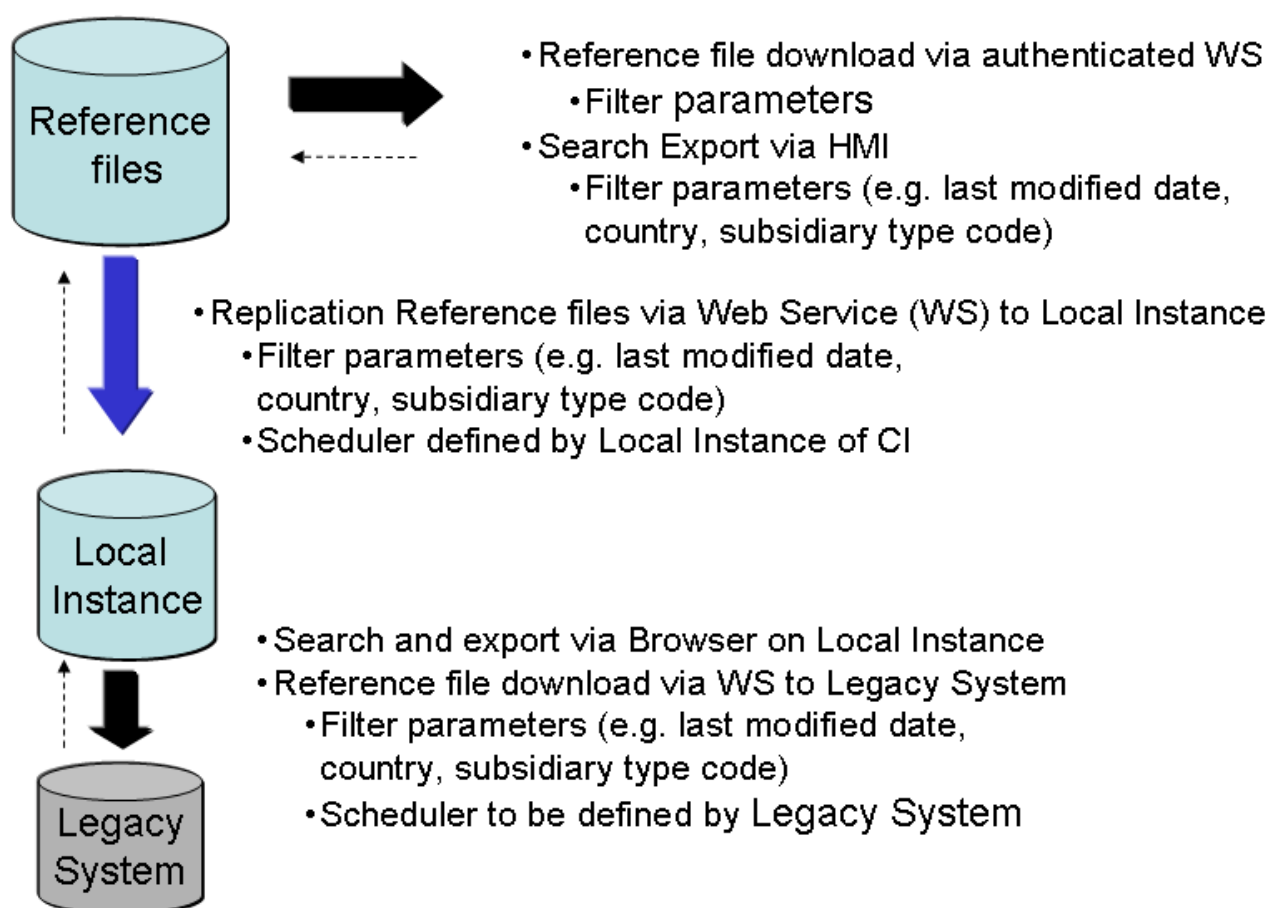 Reference
files
• Reference file download via authenticated WS
• Filter parameters
• Search Export via HMI
• Filter parameters (e.g. last modified date,
country, subsidiary type code)
• Replication Reference files via Web Service (WS) to Local Instance
• Filter parameters (e.g. last modified date,
country, subsidiary type code)
• Scheduler defined by Local Instance of CI
Local
Instance
• Search and export via Browser on Local Instance
• Reference file download via WS to Legacy System
• Filter parameters (e.g. last modified date,
country, subsidiary type code)
• Scheduler to be defined by Legacy System
Legacy
System